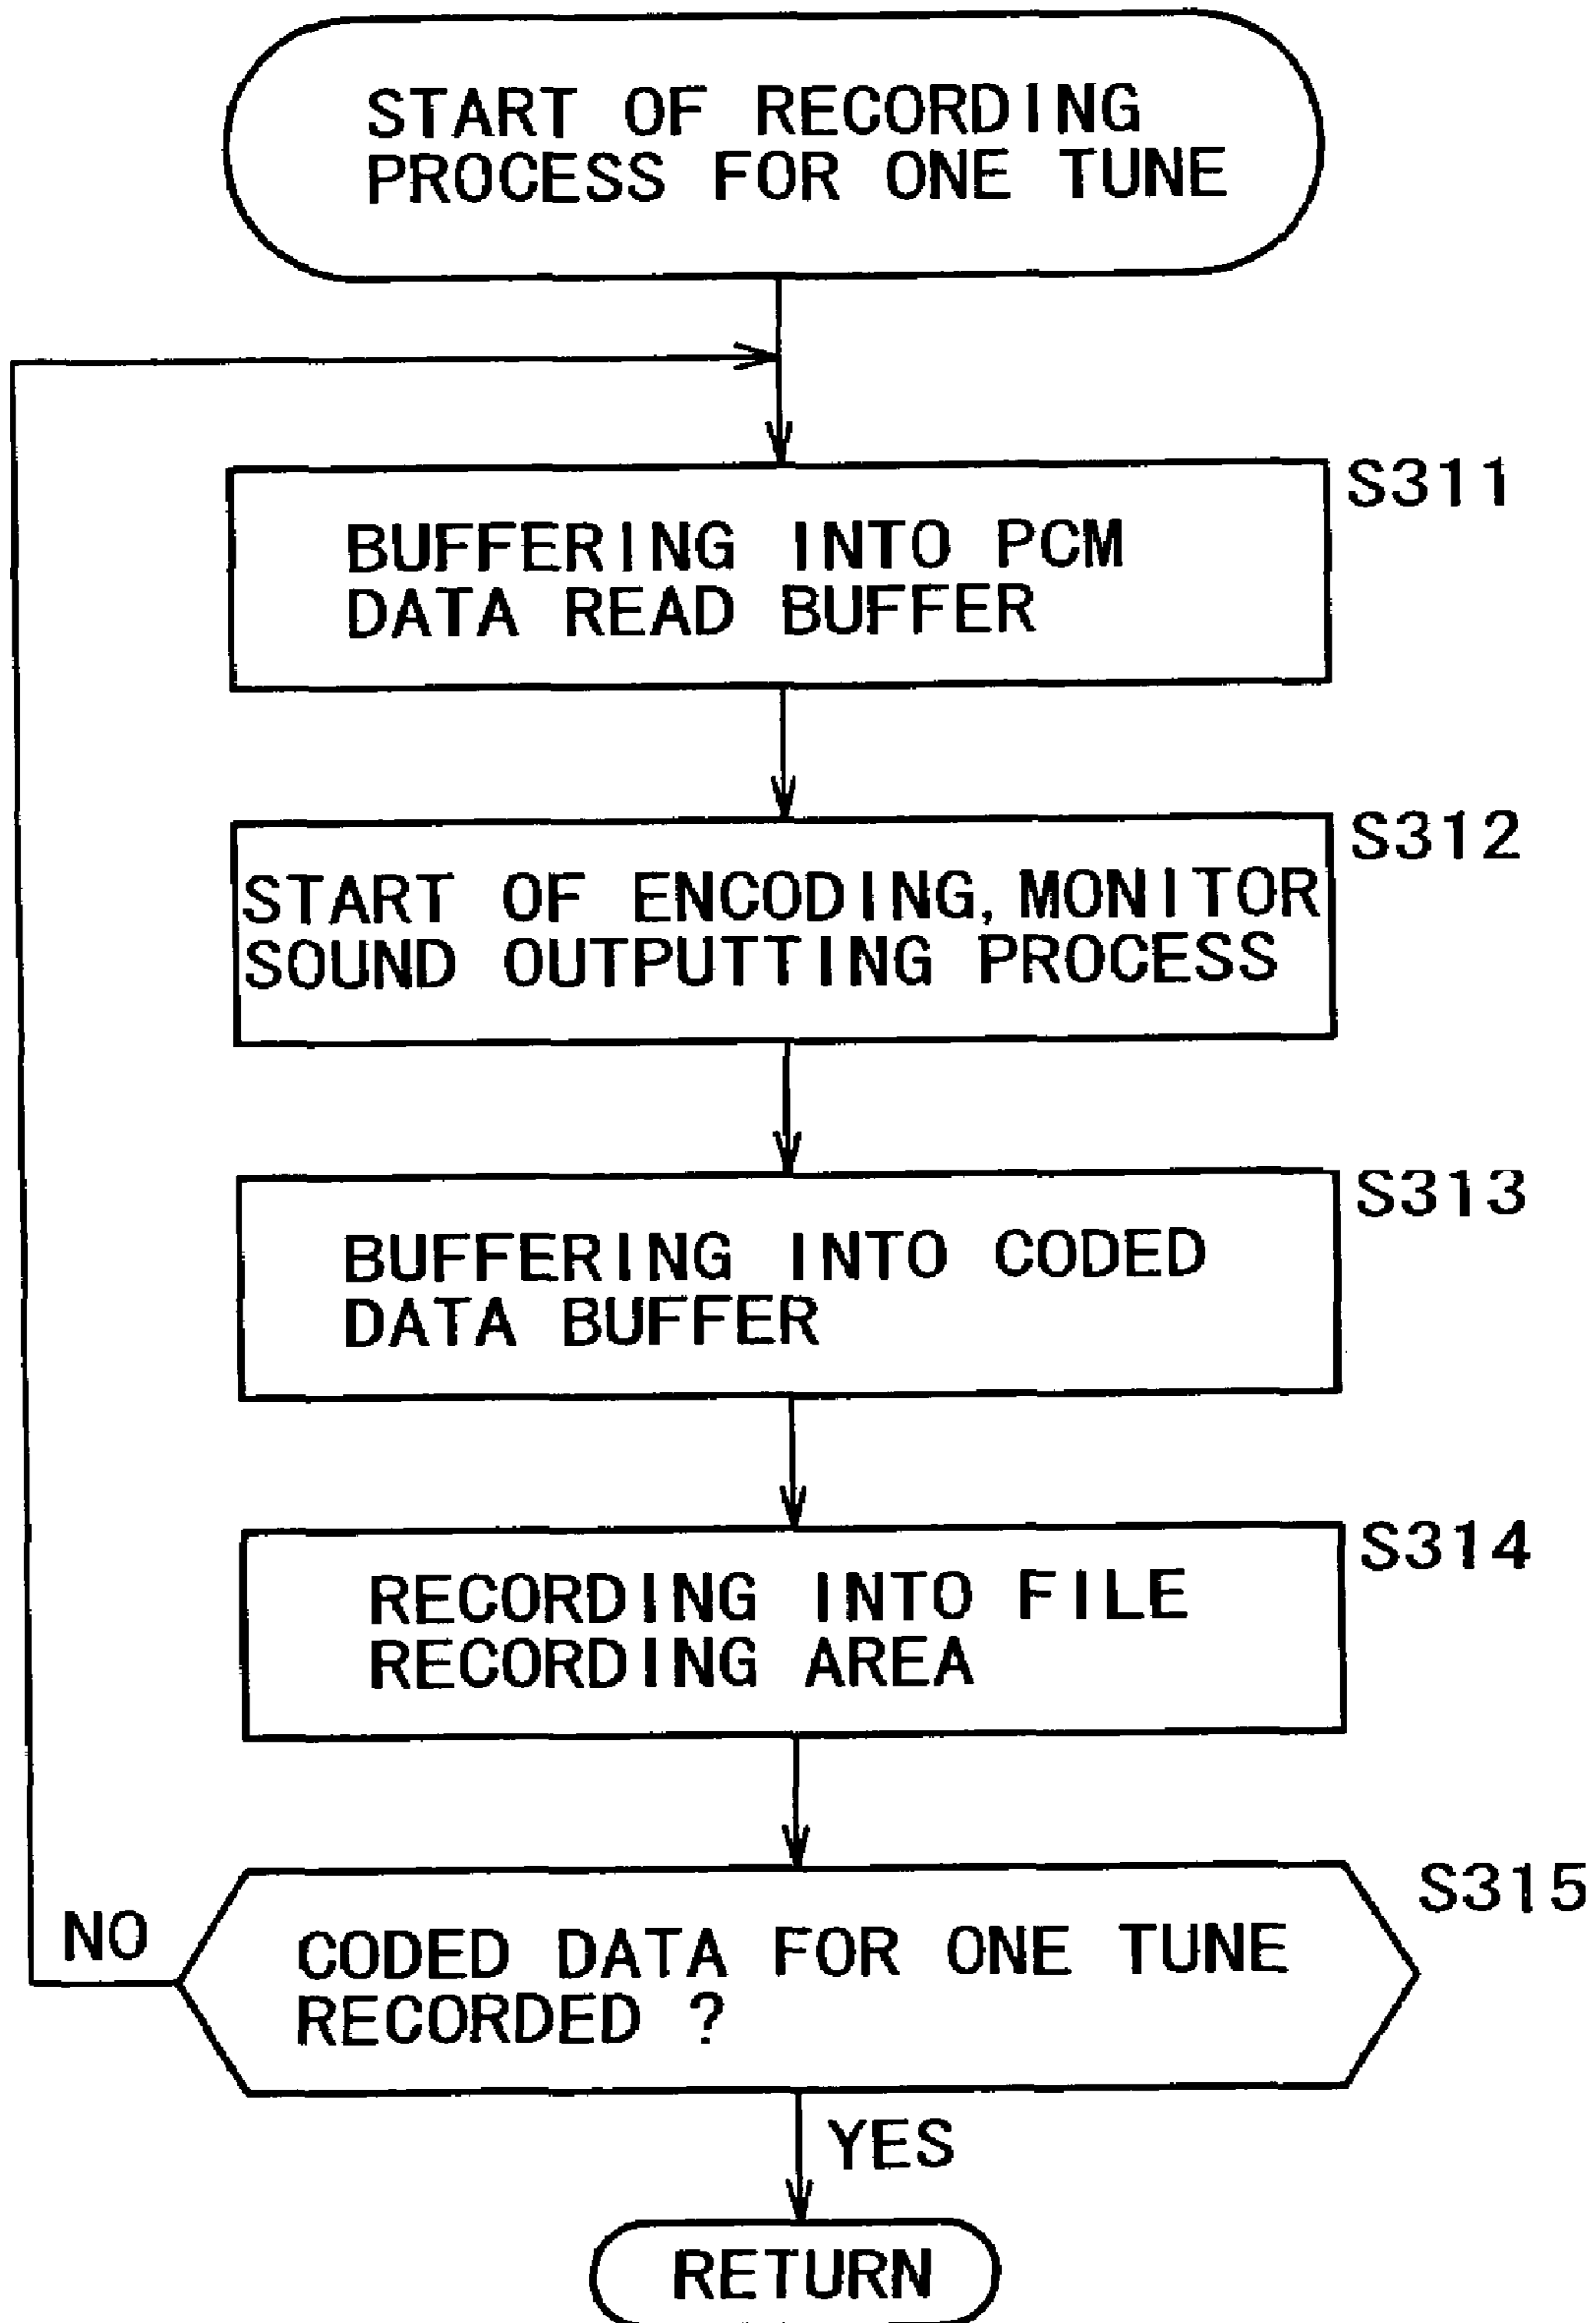 START OF RECORDING
PROCESS FOR ONE TUNE
S311
BUFFERING INTO PCM
DATA READ BUFFER
S312
START OF ENCODING, MONITOR
SOUND OUTPUTTING PROCESS
S313
BUFFERING INTO CODED
DATA BUFFER
S314
RECORDING INTO FILE
RECORDING AREA
S315
NO
CODED DATA FOR ONE TUNE
RECORDED ?
YES
RETURN